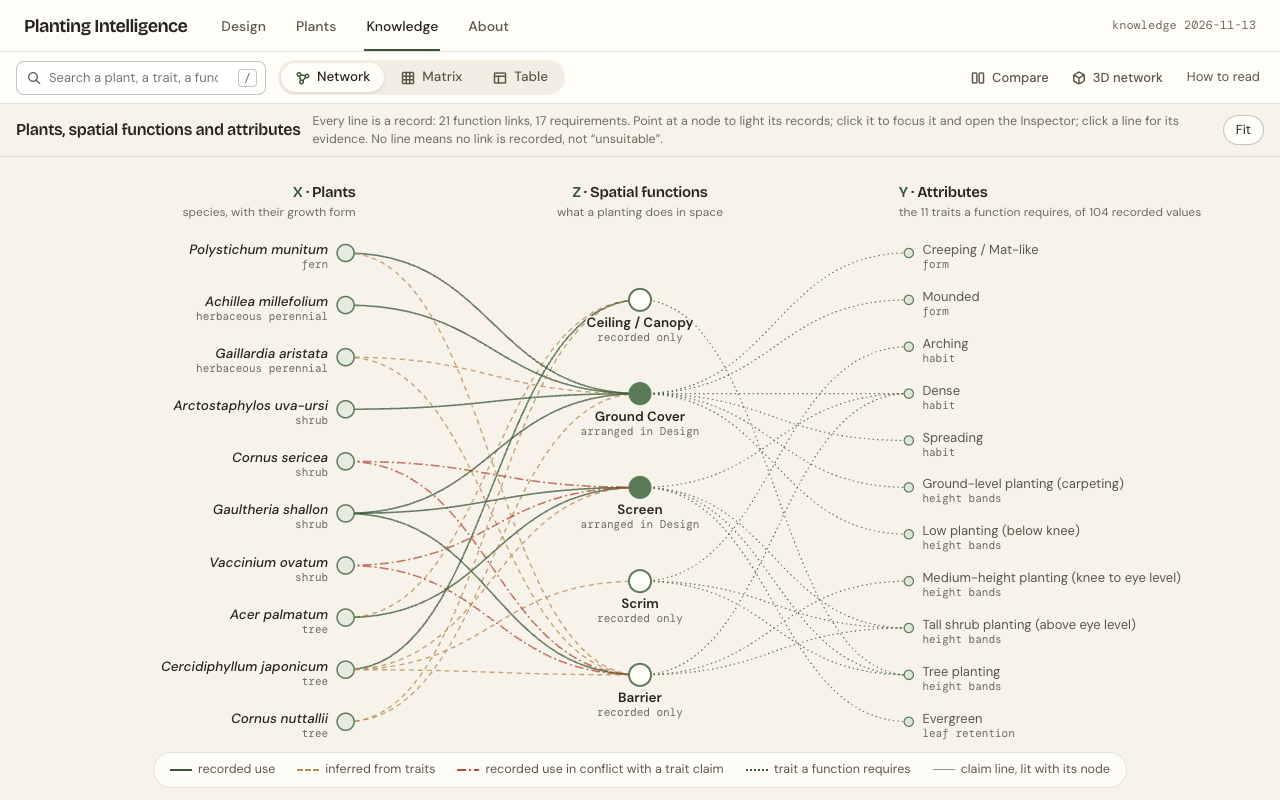 Planting Intelligence
Design
Plants
Knowledge
About
knowledge 2026-11-13
Search a plant, a trait, a func
/
Network
Matrix
Table
Compare
3D network
How to read
Plants, spatial functions and attributes
Every line is a record: 21 function links, 17 requirements. Point at a node to light its records; click it to focus it and open the Inspector; click a line for its
evidence. No line means no link is recorded, not “unsuitable”.
Fit
X · Plants
species, with their growth form
Z · Spatial functions
what a planting does in space
Y · Attributes
the 11 traits a function requires, of 104 recorded values
Polystichum munitum
fern
Achillea millefolium
herbaceous perennial
Gaillardia aristata
herbaceous perennial
Arctostaphylos uva-ursi
shrub
Cornus sericea
shrub
Gaultheria shallon
shrub
Vaccinium ovatum
shrub
Acer palmatum
tree
Cercidiphyllum japonicum
tree
Cornus nuttallii
tree
Ceiling / Canopy
recorded only
Ground Cover
arranged in Design
Screen
arranged in Design
Scrim
recorded only
Barrier
recorded only
Creeping / Mat-like
form
Mounded
form
Arching
habit
Dense
habit
Spreading
habit
Ground-level planting (carpeting)
height bands
Low planting (below knee)
height bands
Medium-height planting (knee to eye level)
height bands
Tall shrub planting (above eye level)
height bands
Tree planting
height bands
Evergreen
leaf retention
recorded use
inferred from traits
recorded use in conflict with a trait claim
trait a function requires
claim line, lit with its node